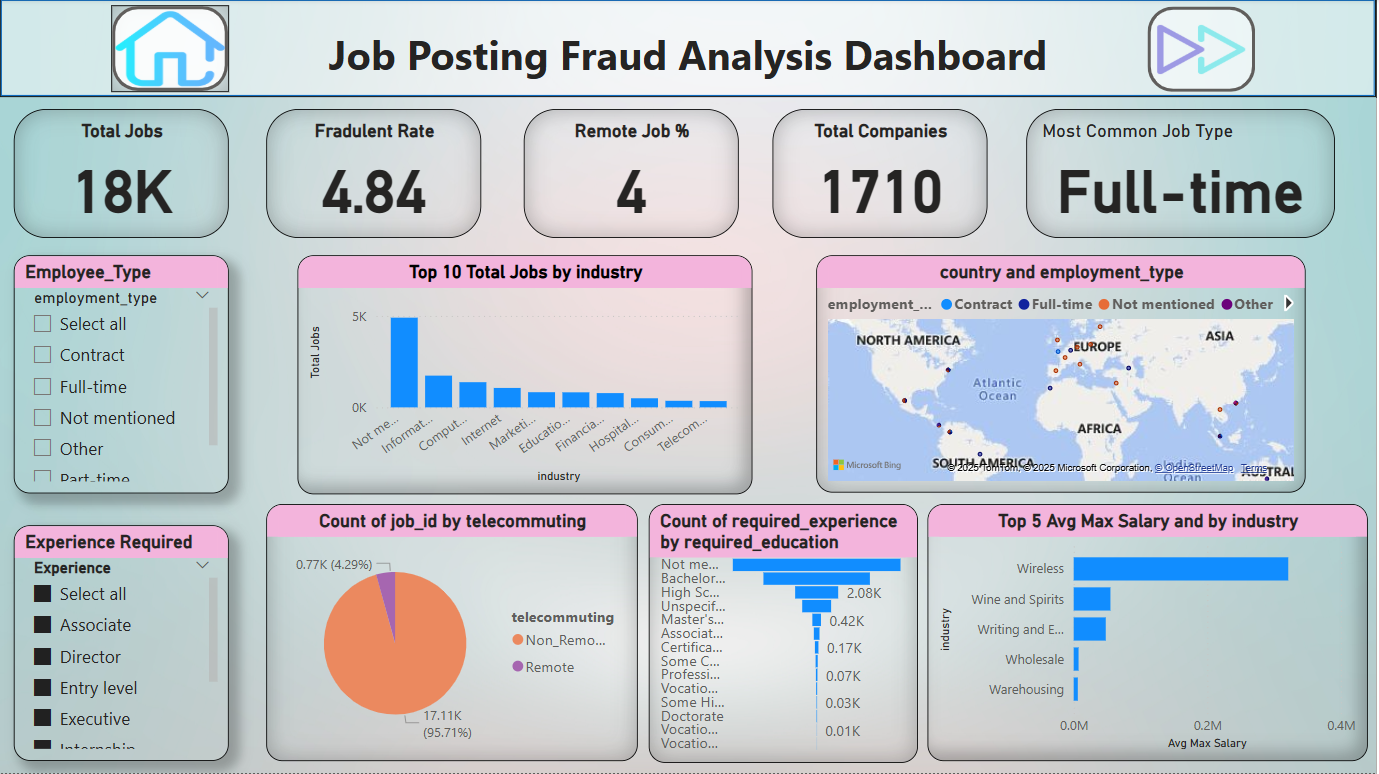 Job Posting Fraud Analysis Dashboard
Total Jobs
18K
Fradulent Rate
4.84
Remote Job %
4
Total Companies
1710
Most Common Job Type
Full-time
Employee_Type
employment_type
Select all
Contract
Full-time
Not mentioned
Other
Part-time
Top 10 Total Jobs by industry
Total Jobs
5K
0K
Not me...
Informat...
Comput...
Internet
Marketi...
Educatio...
Financia...
Hospital...
Consum...
Telecom...
industry
country and employment_type
employment_... Contract Full-time Not mentioned Other
NORTH AMERICA
EUROPE
ASIA
Atlantic
Ocean
AFRICA
SOUTH AMERICA
Indian
Ocean
AUSTRAL
Microsoft Bing
© 2025 TomTom, © 2025 Microsoft Corporation, © OpenStreetMap Terms
Experience Required
Experience
Select all
Associate
Director
Entry level
Executive
Internship
Count of job_id by telecommuting
0.77K (4.29%)
17.11K
(95.71%)
telecommuting
Non_Remo...
Remote
Count of required_experience
by required_education
Not me...
Bachelor...
High Sc... 2.08K
Unspecif...
Master's... 0.42K
Associat...
Certifica... 0.17K
Some C...
Professi... 0.07K
Vocatio...
Some Hi... 0.03K
Doctorate
Vocatio... 0.01K
Vocatio...
Top 5 Avg Max Salary and by industry
industry
Wireless
Wine and Spirits
Writing and E...
Wholesale
Warehousing
0.0M 0.2M 0.4M
Avg Max Salary